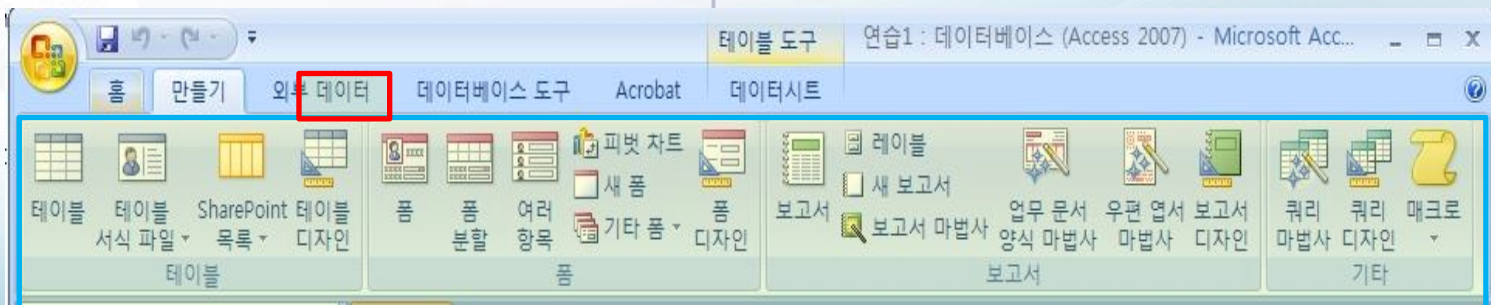 테이블 도구 연습1 : 데이터베이스 (Access 2007) - Microsoft Acc...
홈 만들기 외부 데이터 데이터베이스 도구 Acrobat 데이터시트
테이블
테이블
서식 파일
SharePoint
목록
테이블
디자인
테이블
폼
폼
분할
여러
항목
피벗 차트
새 폼
기타 폼
폼
디자인
폼
보고서
레이블
새 보고서
보고서 마법사
업무 문서
양식 마법사
우편 엽서
마법사
보고서
디자인
보고서
쿼리
마법사
쿼리
디자인
매크로
기타